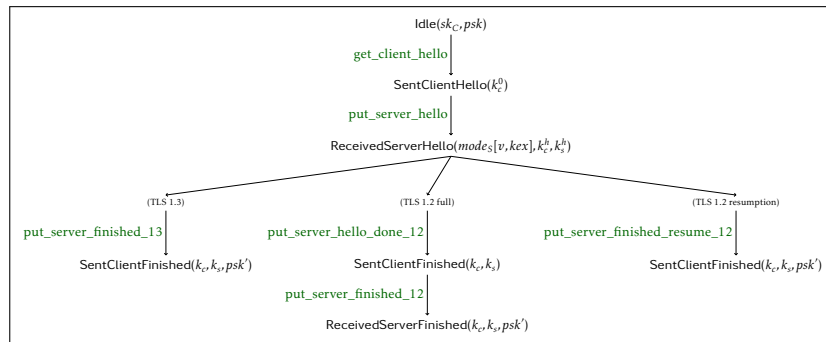 Idle(sk_C, psk)
get_client_hello
SentClientHello(k_c^0)
put_server_hello
ReceivedServerHello(mode_S[v, kex], k_c^h, k_s^h)
(TLS 1.3) (TLS 1.2 full) (TLS 1.2 resumption)
put_server_finished_13 put_server_hello_done_12 put_server_finished_resume_12
SentClientFinished(k_c, k_s, psk′) SentClientFinished(k_c, k_s) SentClientFinished(k_c, k_s, psk′)
put_server_finished_12
ReceivedServerFinished(k_c, k_s, psk′)